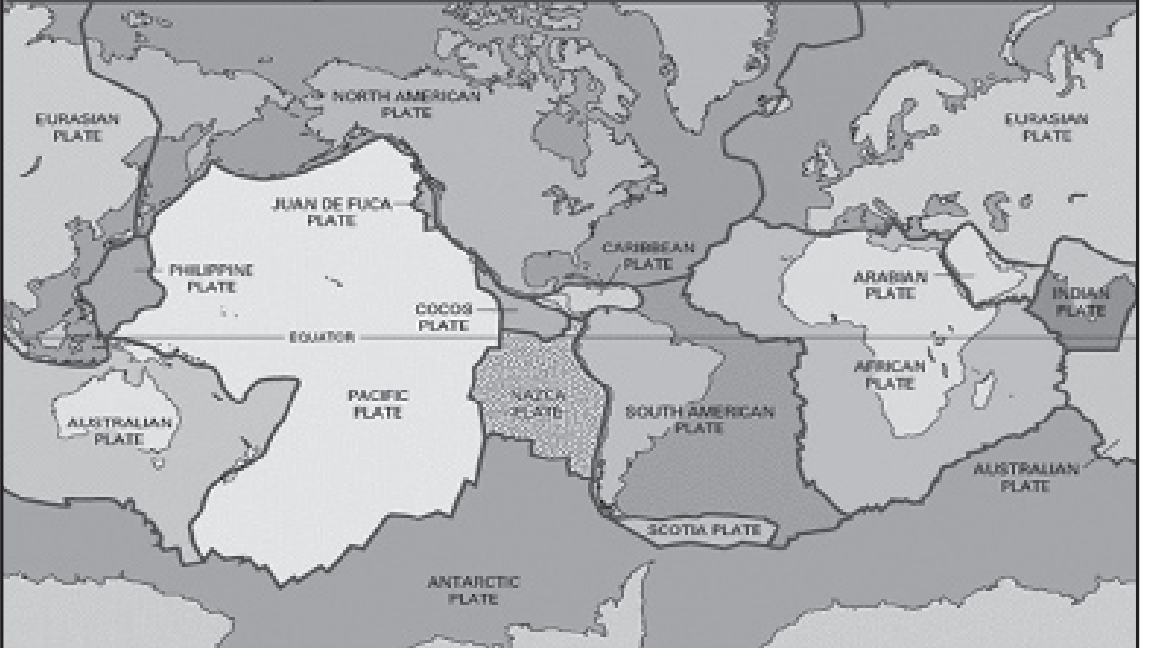 NORTH AMERICAN
PLATE
EURASIAN
PLATE
EURASIAN
PLATE
JUAN DE FUCA
PLATE
CARIBBEAN
PLATE
PHILIPPINE
PLATE
ARABIAN
PLATE
INDIAN
PLATE
COCOS
PLATE
EQUATOR
AFRICAN
PLATE
PACIFIC
PLATE
NAZCA
PLATE
SOUTH AMERICAN
PLATE
AUSTRALIAN
PLATE
AUSTRALIAN
PLATE
SCOTIA PLATE
ANTARCTIC
PLATE